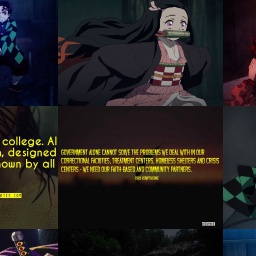 college. Al
, designed
nown by all
GOVERNMENT ALONE CANNOT SOLVE THE PROBLEMS WE DEAL WITH IN OUR
CORRECTIONAL FACILITIES, TREATMENT CENTERS, HOMELESS SHELTERS AND CRISIS
CENTERS - WE NEED OUR FAITH-BASED AND COMMUNITY PARTNERS.